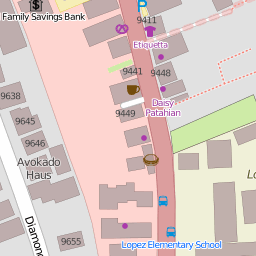 P
$
Family Savings Bank
9411
Etiquetta
9441
9448
9638
Daisy
Patahian
9449
9645
9646
Avokado
Haus
Lo
Diamon
9655
Lopez Elementary School